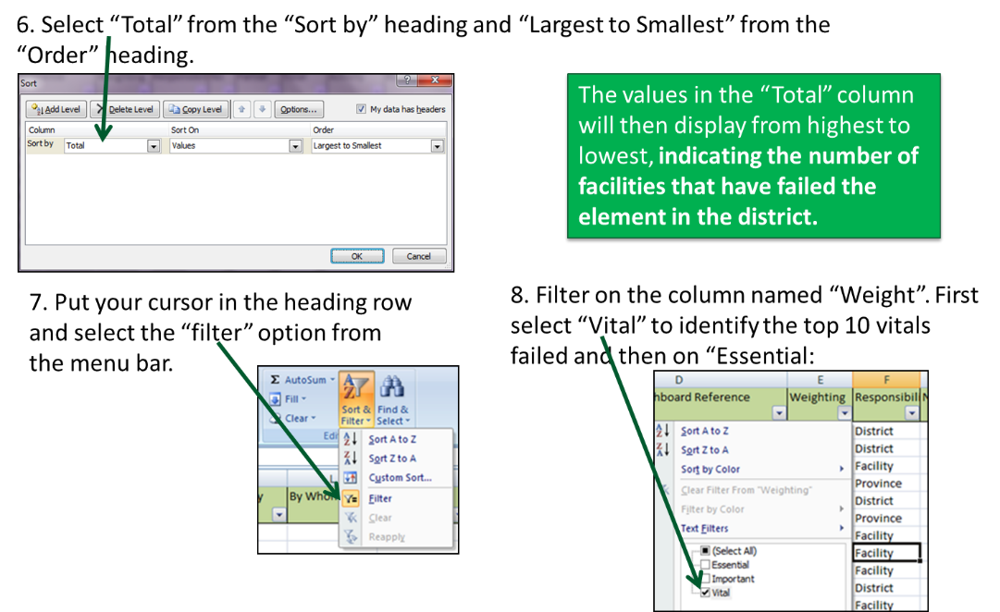 6. Select “Total” from the “Sort by” heading and “Largest to Smallest” from the
“Order” heading.
Sort
Add Level Delete Level Copy Level Options... My data has headers
Column Sort On Order
Sort by Total Values Largest to Smallest
OK Cancel
The values in the “Total” column
will then display from highest to
lowest, indicating the number of
facilities that have failed the
element in the district.
7. Put your cursor in the heading row
and select the “filter” option from
the menu bar.
Σ AutoSum
Fill
Clear
Sort & Find &
Filter Select
Edi
Sort A to Z
Sort Z to A
Custom Sort...
Filter
Clear
Reapply
y By Whom
8. Filter on the column named “Weight”. First
select “Vital” to identify the top 10 vitals
failed and then on “Essential:
D E F
hboard Reference Weighting Responsibili N
Sort A to Z
Sort Z to A
Sort by Color
Clear Filter From "Weighting"
Filter by Color
Text Filters
(Select All)
Essential
Important
Vital
District
District
Facility
Province
District
Province
Facility
Facility
Facility
District
Facility